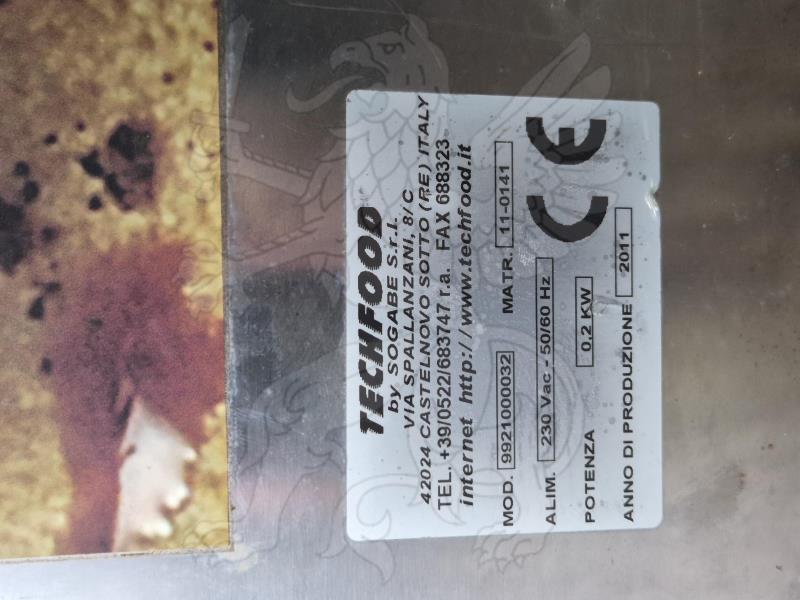 TECHFOOD
by SOGABE S.r.l.
VIA SPALLANZANI, 8/C
42024 CASTELNOVO SOTTO (RE) ITALY
TEL. +39/0522/683747 r.a. FAX 688323
internet http://www.techfood.it
MOD. 9921000032 MATR. 11-0141
ALIM. 230 Vac - 50/60 Hz
POTENZA 0.2 KW
ANNO DI PRODUZIONE 2011
CE